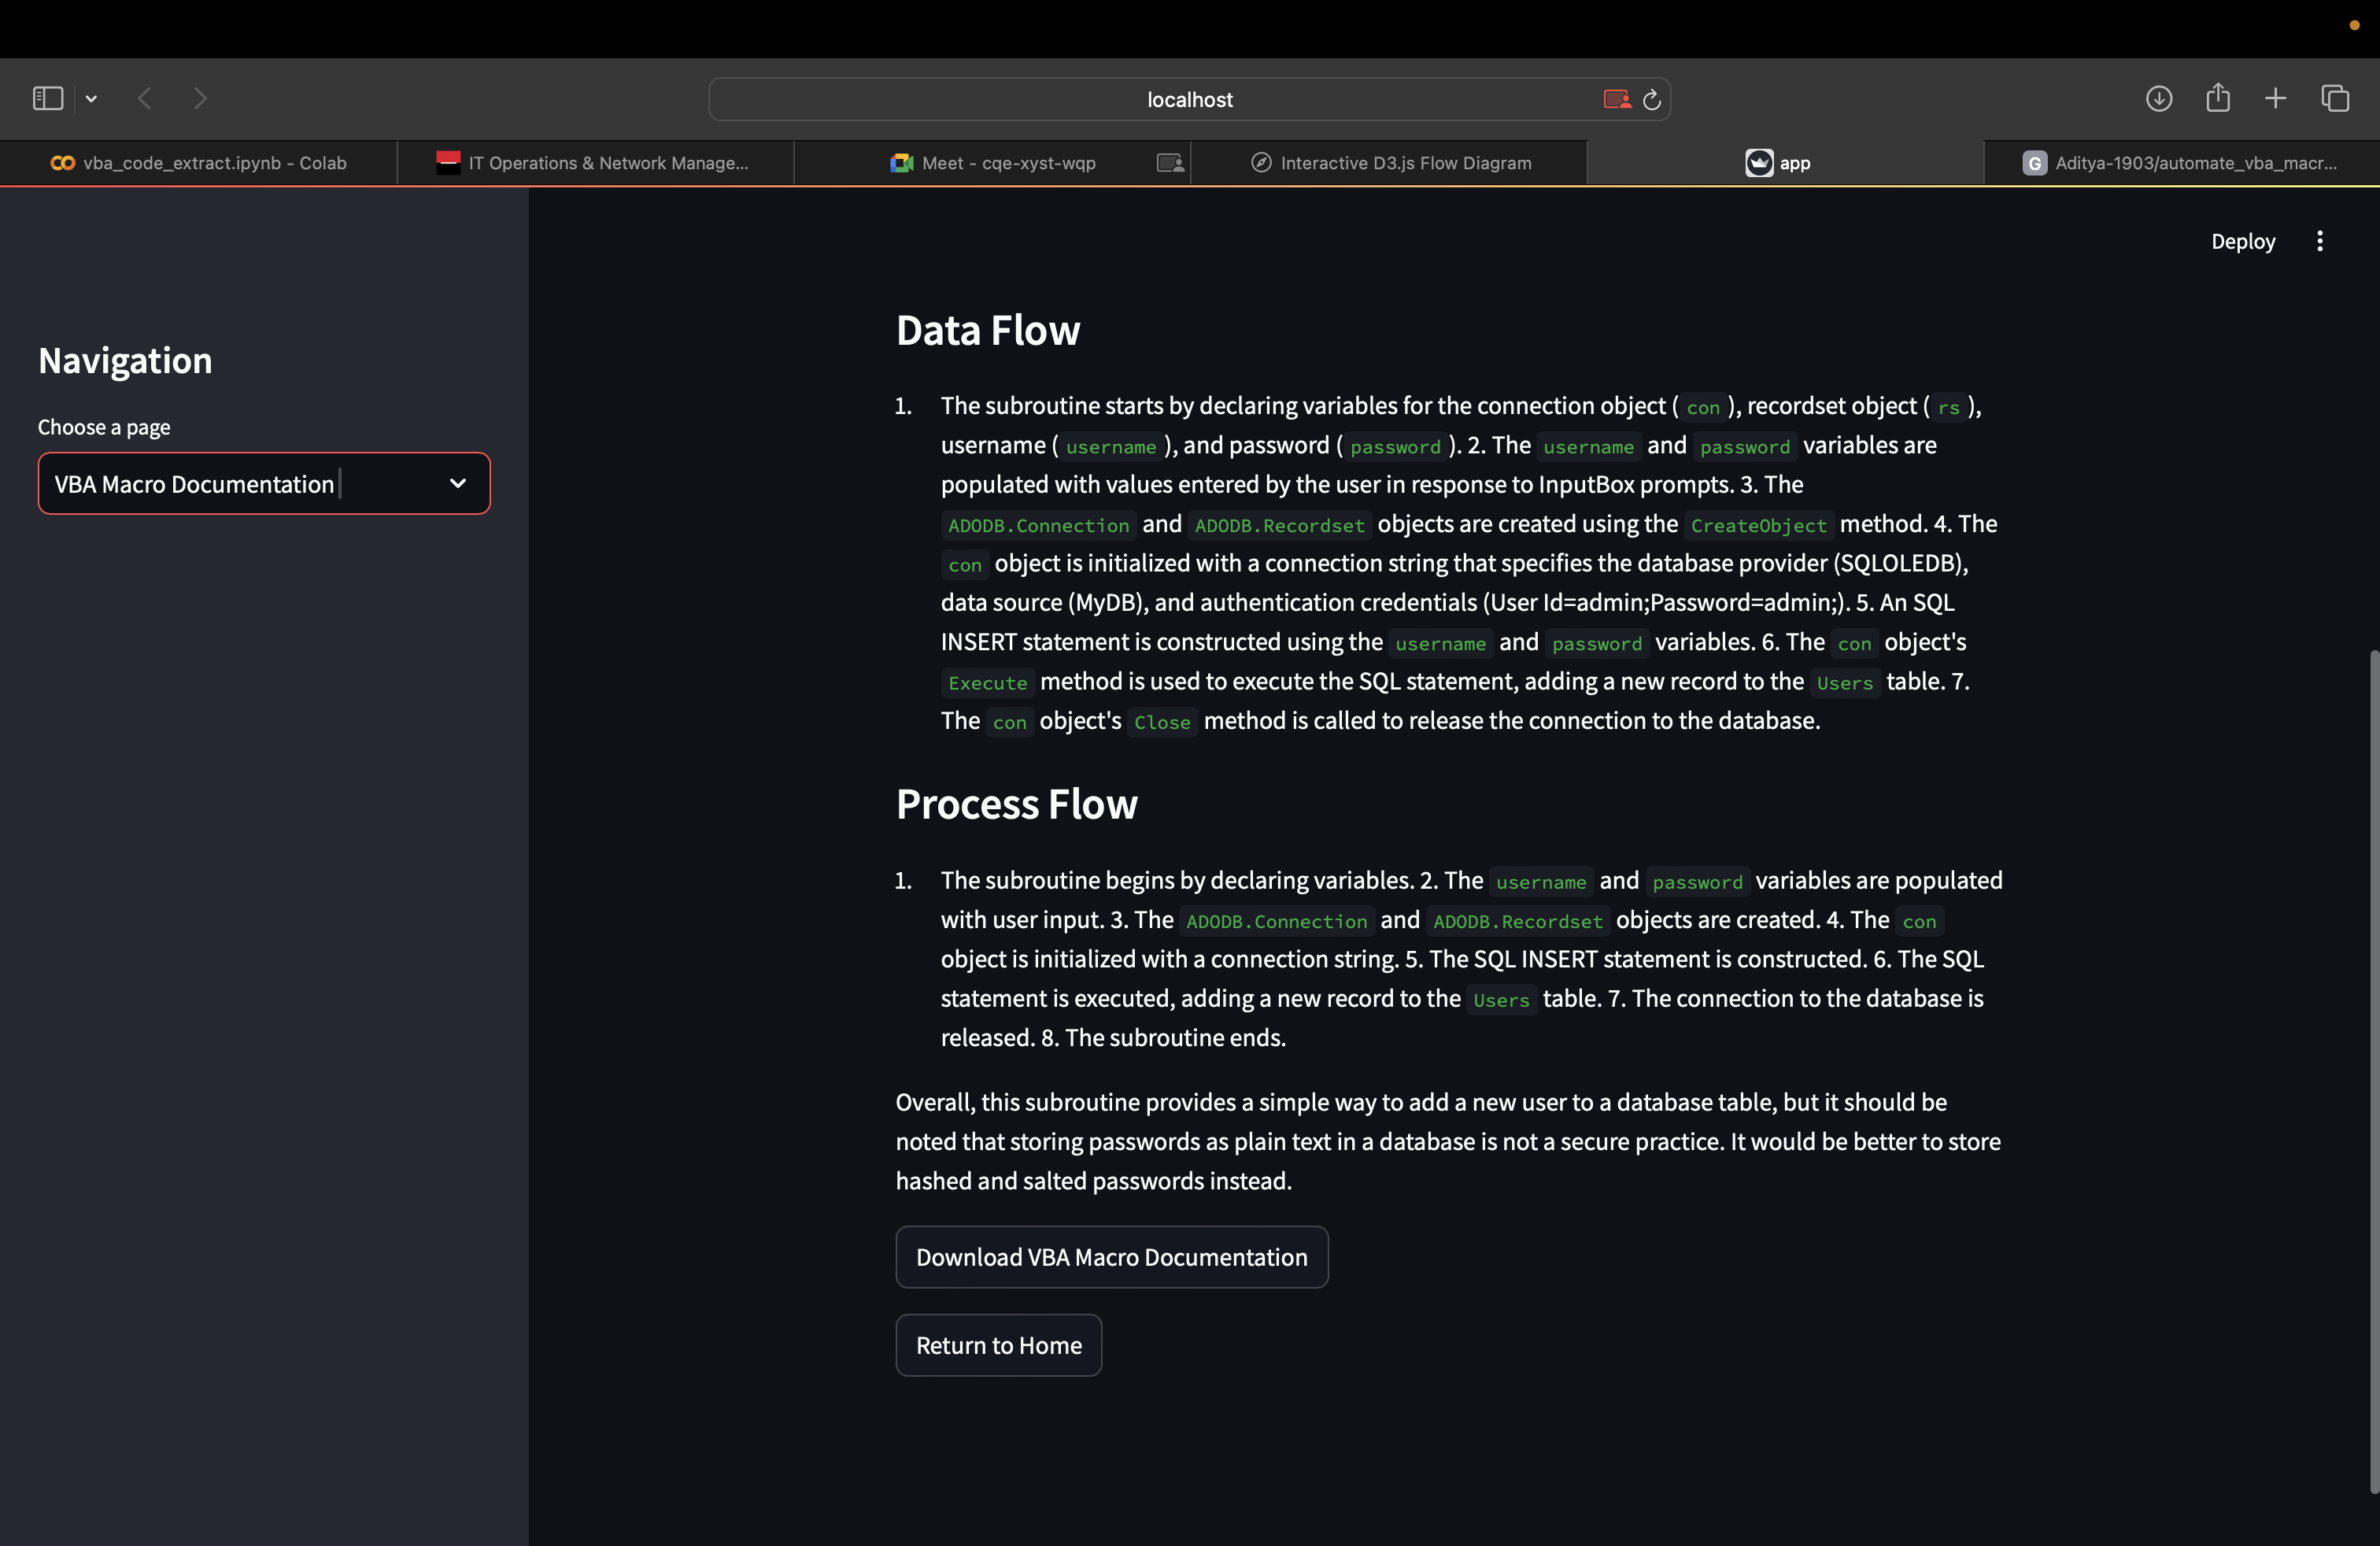 localhost
vba_code_extract.ipynb - Colab
IT Operations & Network Manage...
Meet - cqe-xyst-wqp
Interactive D3.js Flow Diagram
app
G Aditya-1903/automate_vba_macr...
Deploy
Navigation
Choose a page
VBA Macro Documentation
Data Flow
1. The subroutine starts by declaring variables for the connection object ( con ), recordset object ( rs ),
username ( username ), and password ( password ). 2. The username and password variables are
populated with values entered by the user in response to InputBox prompts. 3. The
ADODB.Connection and ADODB.Recordset objects are created using the CreateObject method. 4. The
con object is initialized with a connection string that specifies the database provider (SQLOLEDB),
data source (MyDB), and authentication credentials (User Id=admin;Password=admin;). 5. An SQL
INSERT statement is constructed using the username and password variables. 6. The con object's
Execute method is used to execute the SQL statement, adding a new record to the Users table. 7.
The con object's Close method is called to release the connection to the database.
Process Flow
1. The subroutine begins by declaring variables. 2. The username and password variables are populated
with user input. 3. The ADODB.Connection and ADODB.Recordset objects are created. 4. The con
object is initialized with a connection string. 5. The SQL INSERT statement is constructed. 6. The SQL
statement is executed, adding a new record to the Users table. 7. The connection to the database is
released. 8. The subroutine ends.
Overall, this subroutine provides a simple way to add a new user to a database table, but it should be
noted that storing passwords as plain text in a database is not a secure practice. It would be better to store
hashed and salted passwords instead.
Download VBA Macro Documentation
Return to Home